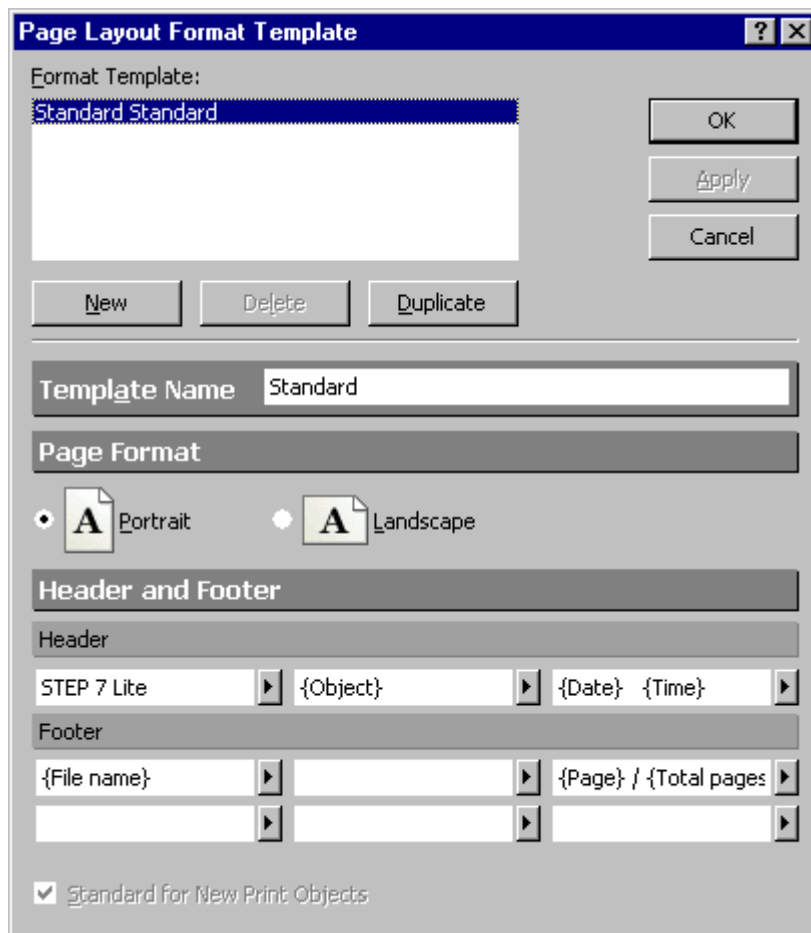 Page Layout Format Template
Format Template:
Standard Standard
OK
Apply
Cancel
New
Delete
Duplicate
Template Name
Standard
Page Format
A Portrait
A Landscape
Header and Footer
Header
STEP 7 Lite
{Object}
{Date} {Time}
Footer
{File name}
{Page} / {Total pages
Standard for New Print Objects